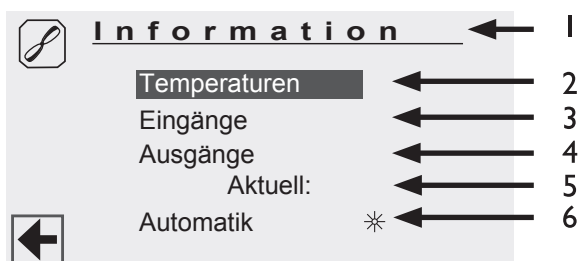 Information 1
Temperaturen 2
Eingänge 3
Ausgänge 4
Aktuell: 5
Automatik 6